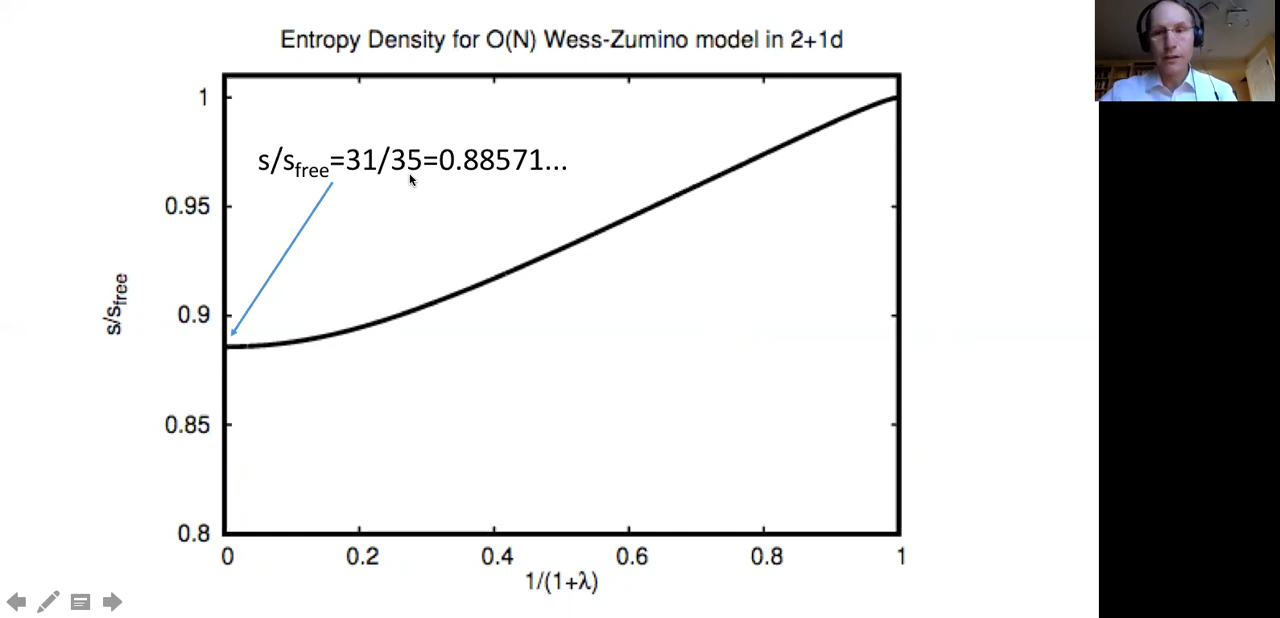 Entropy Density for O(N) Wess-Zumino model in 2+1d
s/sfree=31/35=0.88571...
1
0.95
0.9
0.85
0.8
s/sfree
0
0.2
0.4
0.6
0.8
1
1/(1+λ)